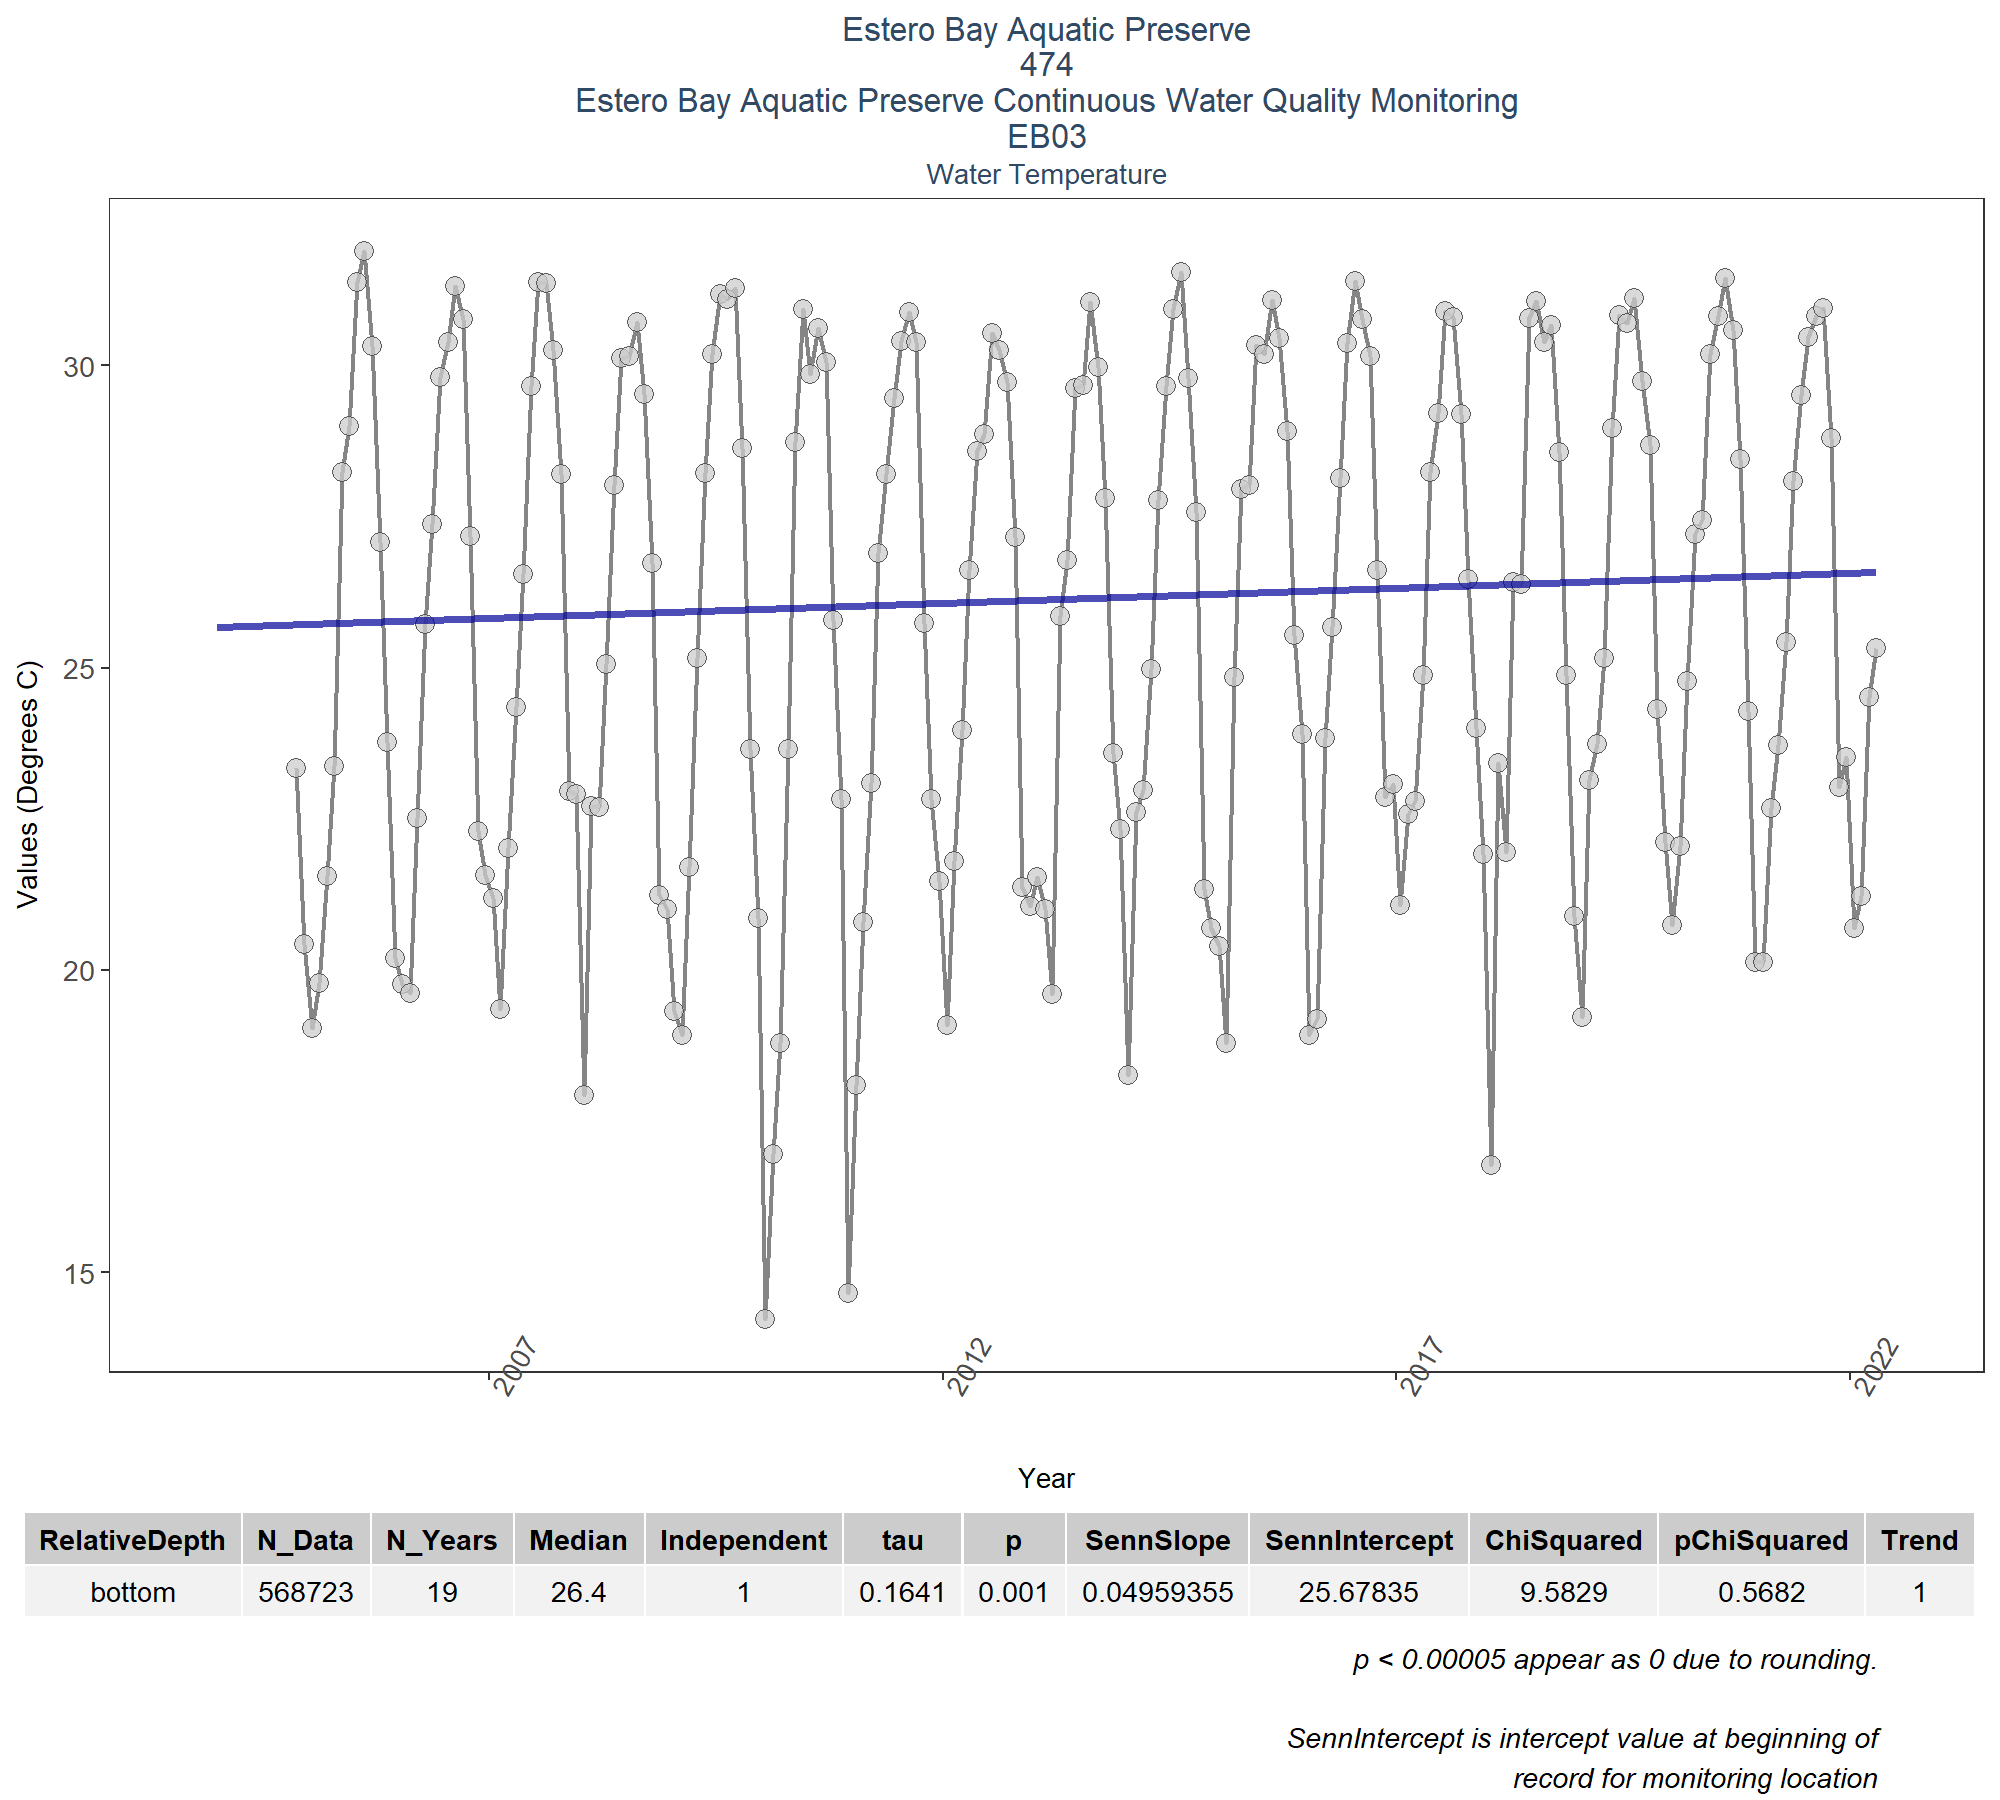 Estero Bay Aquatic Preserve
474
Estero Bay Aquatic Preserve Continuous Water Quality Monitoring
EB03
Water Temperature
Values (Degrees C)
30
25
20
15
2007 2012 2017 2022
Year
RelativeDepth N_Data N_Years Median Independent tau p SennSlope SennIntercept ChiSquared pChiSquared Trend
bottom 568723 19 26.4 1 0.1641 0.001 0.04959355 25.67835 9.5829 0.5682 1
p < 0.00005 appear as 0 due to rounding.
SennIntercept is intercept value at beginning of
record for monitoring location